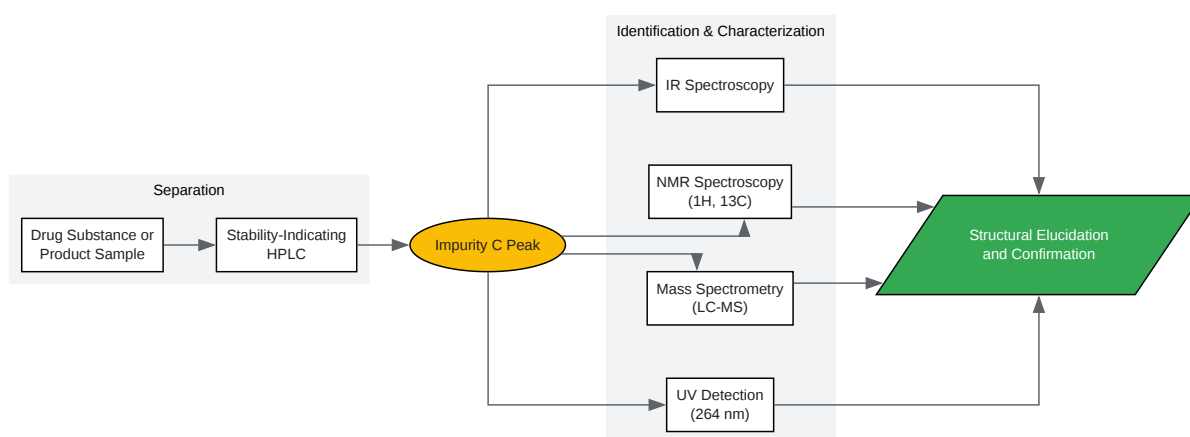 Separation
Drug Substance or
Product Sample
Stability-Indicating
HPLC
Impurity C Peak
Identification & Characterization
IR Spectroscopy
NMR Spectroscopy
(1H, 13C)
Mass Spectrometry
(LC-MS)
UV Detection
(264 nm)
Structural Elucidation
and Confirmation